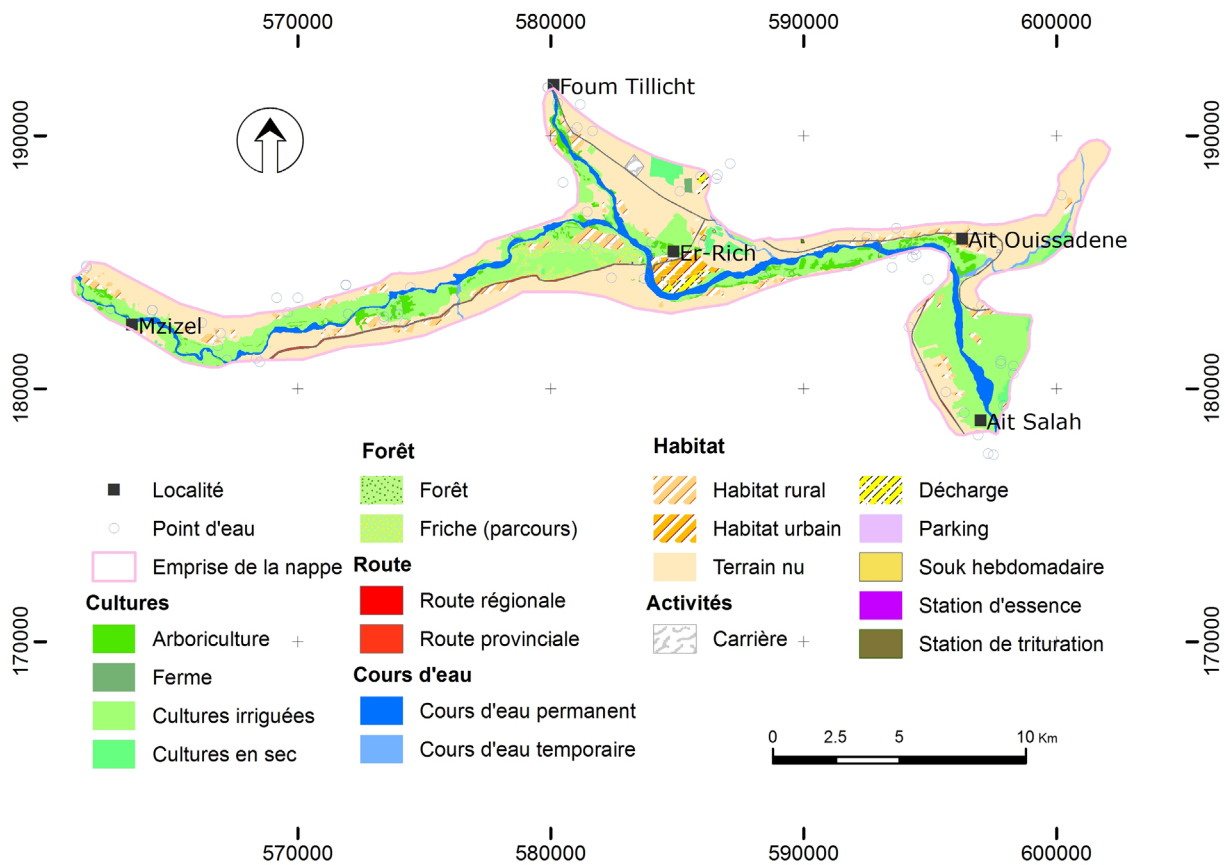 570000 580000 590000 600000
190000 190000
Foum Tillicht
Er-Rich
Ait Ouissadene
Mzizel
180000 180000
Ait Salah
Localité
Point d'eau
Emprise de la nappe
Cultures
Arboriculture
Ferme
Cultures irriguées
Cultures en sec
Forêt
Forêt
Friche (parcours)
Route
Route régionale
Route provinciale
Cours d'eau
Cours d'eau permanent
Cours d'eau temporaire
Habitat
Habitat rural
Habitat urbain
Terrain nu
Activités
Carrière
Décharge
Parking
Souk hebdomadaire
Station d'essence
Station de trituration
170000 170000
0 2.5 5 10 Km
570000 580000 590000 600000